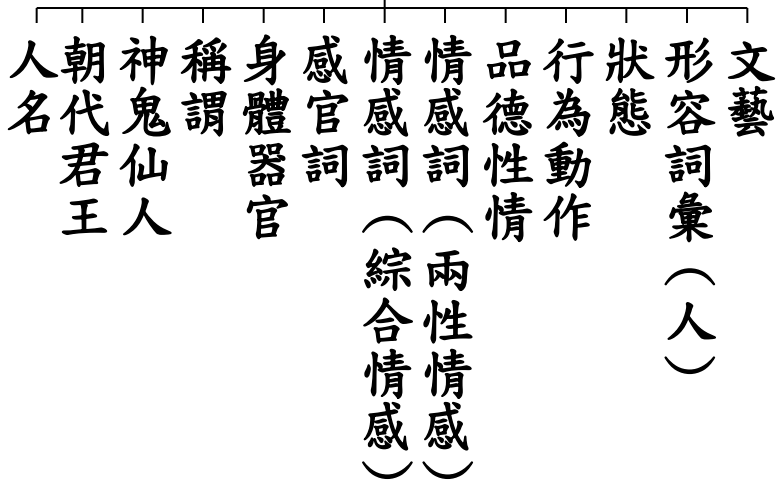 文藝
形容詞彙（人）
狀態
行為動作
品德性情
情感詞（兩性情感）
情感詞（綜合情感）
感官詞
身體器官
稱謂
神鬼仙人
朝代君王
人名